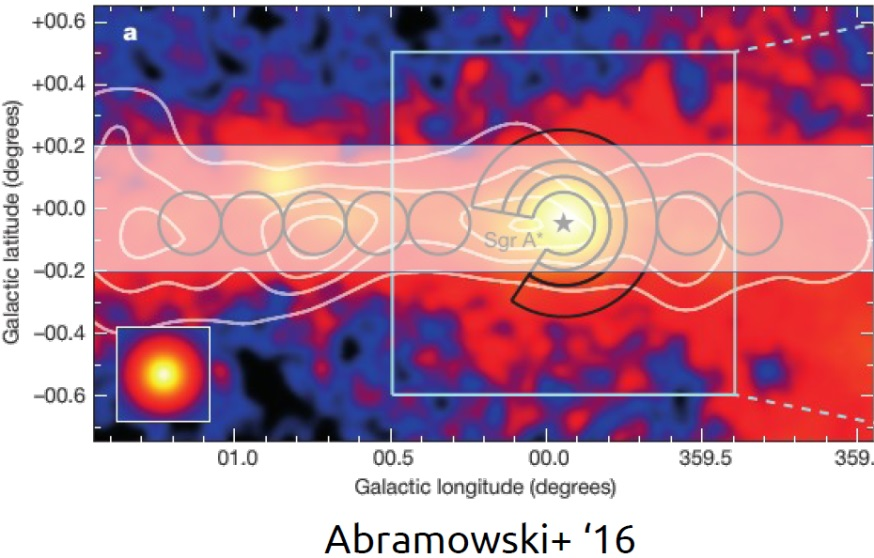 a
+00.6
+00.4
+00.2
+00.0
−00.2
−00.4
−00.6
Galactic latitude (degrees)
Sgr A*
01.0 00.5 00.0 359.5 359.
Galactic longitude (degrees)
Abramowski+ ‘16